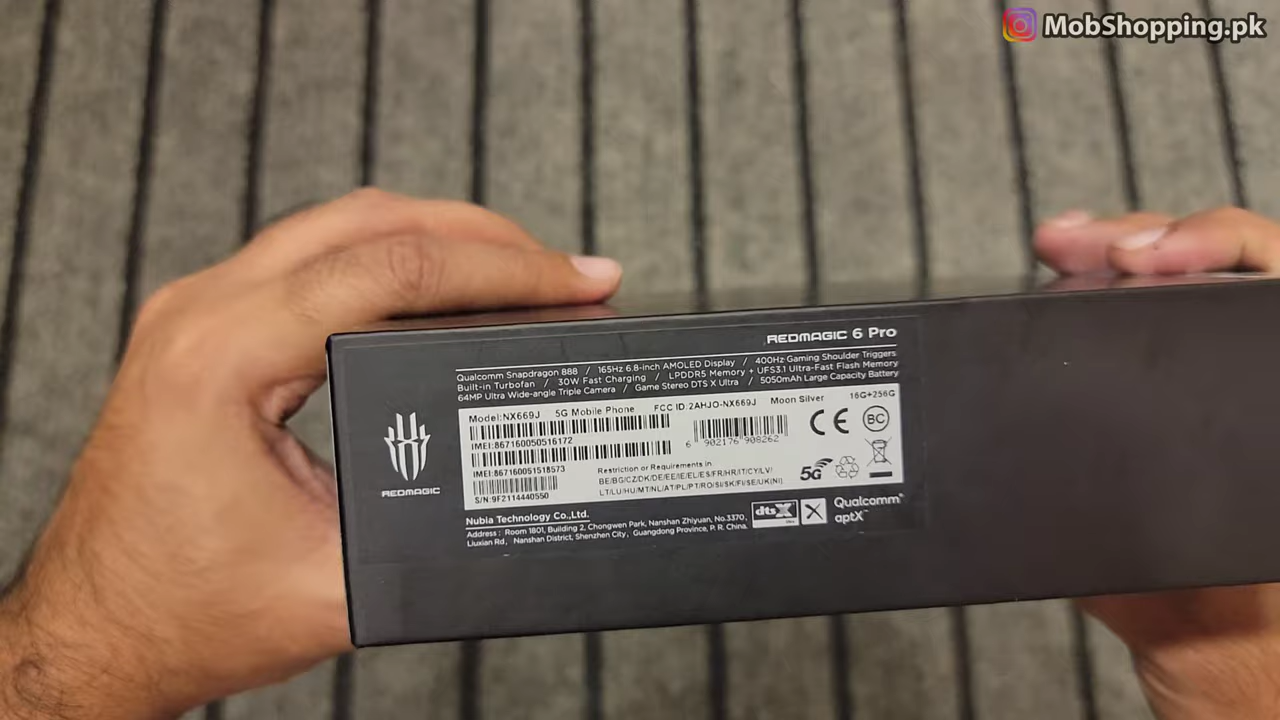 MobShopping.pk
REDMAGIC 6 Pro
Qualcomm Snapdragon 888 / 165Hz 6.8-inch AMOLED Display / 400Hz Gaming Shoulder Triggers
Built-in Turbofan / 30W Fast Charging / LPDDR5 Memory + UFS3.1 Ultra-Fast Flash Memory
64MP Ultra Wide-angle Triple Camera / Game Stereo DTS X Ultra / 5050mAh Large Capacity Battery
Model:NX669J 5G Mobile Phone FCC ID:2AHJO-NX669J Moon Silver 16G+256G
IMEI:867160050516172
6 902176 908262
CE BC
IMEI:867160051518573
S/N:9F2114440550
Restriction or Requirements in
BE/BG/CZ/DK/DE/EE/IE/EL/ES/FR/HR/IT/CY/LV/
LT/LU/HU/MT/NL/AT/PL/PT/RO/SI/SK/FI/SE/UK(NI)
5G
REDMAGIC
Nubia Technology Co.,Ltd.
Address : Room 1801, Building 2, Chongwen Park, Nanshan Zhiyuan, No.3370,
Liuxian Rd, Nanshan District, Shenzhen City, Guangdong Province, P. R. China.
dts X
Qualcomm
aptX™